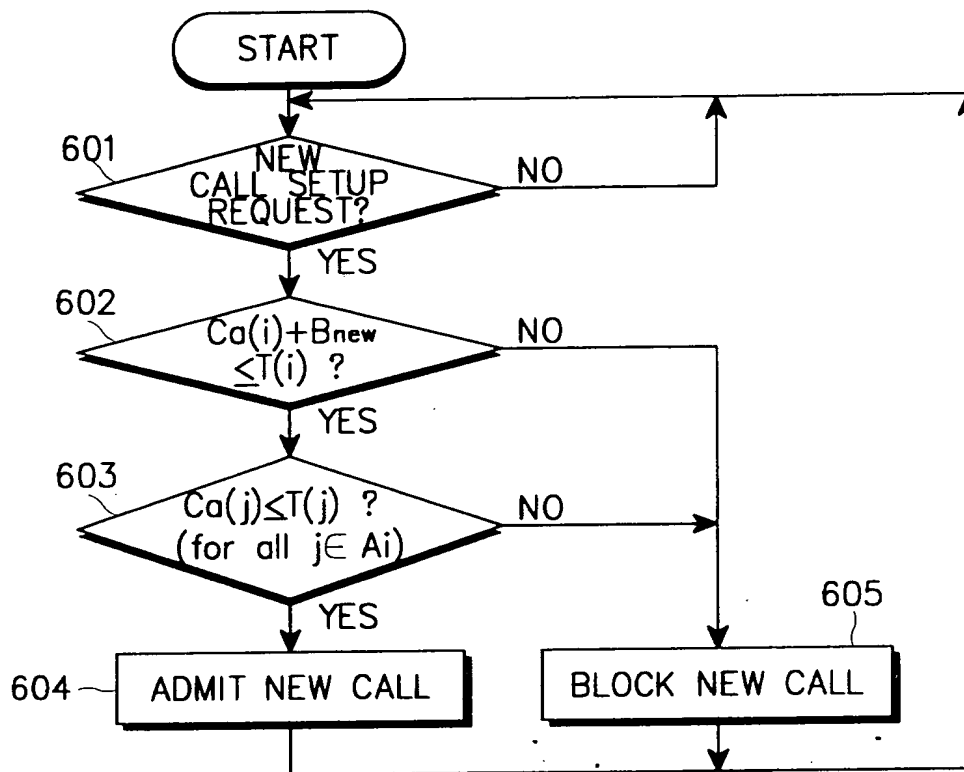 START
601
NEW
CALL SETUP
REQUEST?
NO
YES
602
Ca(i)+Bnew
≤T(i) ?
NO
YES
603
Ca(j)≤T(j) ?
(for all j∈ Ai)
NO
YES
605
604
ADMIT NEW CALL
BLOCK NEW CALL